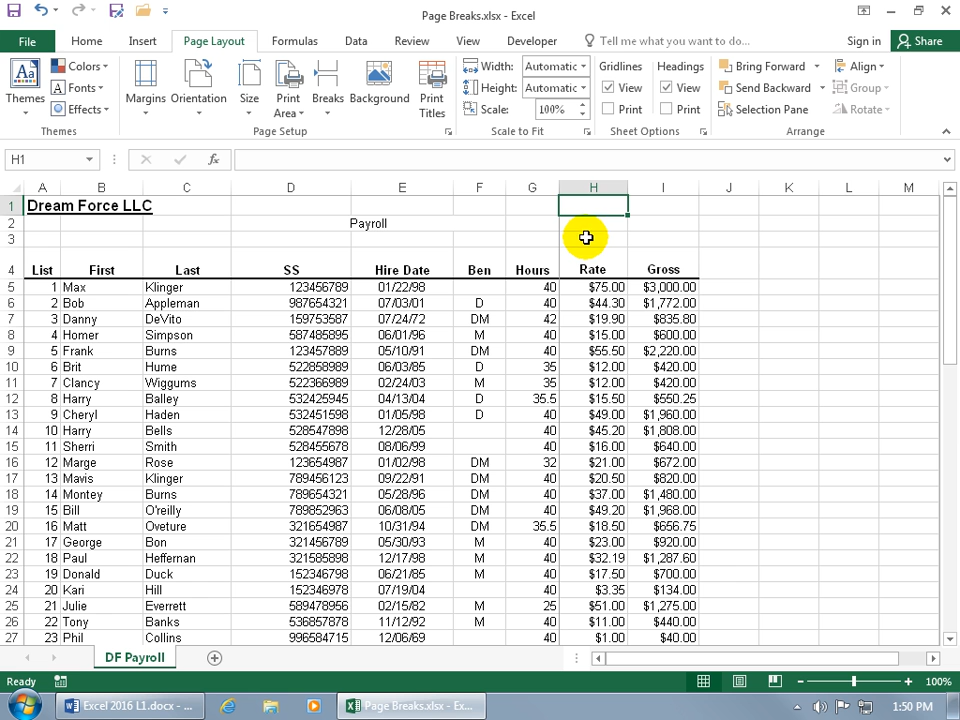 Page Breaks.xlsx - Excel
File Home Insert Page Layout Formulas Data Review View Developer Tell me what you want to do... Sign in Share
Themes Colors Fonts Effects Margins Orientation Size Print Area Breaks Background Print Titles Width: Automatic Height: Automatic Scale: 100% Gridlines View Print Headings View Print Bring Forward Send Backward Selection Pane Align Group Rotate
Themes Page Setup Scale to Fit Sheet Options Arrange
H1 fx
A B C D E F G H I J K L M
1 Dream Force LLC
2 Payroll
3
4 List First Last SS Hire Date Ben Hours Rate Gross
5 1 Max Klinger 123456789 01/22/98 40 $75.00 $3,000.00
6 2 Bob Appleman 987654321 07/03/01 D 40 $44.30 $1,772.00
7 3 Danny DeVito 159753587 07/24/72 DM 42 $19.90 $835.80
8 4 Homer Simpson 587485895 06/01/96 M 40 $15.00 $600.00
9 5 Frank Burns 123457889 05/10/91 DM 40 $55.50 $2,220.00
10 6 Brit Hume 522858989 06/03/85 D 35 $12.00 $420.00
11 7 Clancy Wiggums 522366989 02/24/03 M 35 $12.00 $420.00
12 8 Harry Balley 532425945 04/13/04 D 35.5 $15.50 $550.25
13 9 Cheryl Haden 532451598 01/05/98 D 40 $49.00 $1,960.00
14 10 Harry Bells 528547898 12/28/05 40 $45.20 $1,808.00
15 11 Sherri Smith 528455678 08/06/99 40 $16.00 $640.00
16 12 Marge Rose 123654987 01/02/98 DM 32 $21.00 $672.00
17 13 Mavis Klinger 789456123 09/22/91 DM 40 $20.50 $820.00
18 14 Montey Burns 789654321 05/28/96 DM 40 $37.00 $1,480.00
19 15 Bill O'reilly 789852963 06/08/05 DM 40 $49.20 $1,968.00
20 16 Matt Oveture 321654987 10/31/94 DM 35.5 $18.50 $656.75
21 17 George Bon 321456789 05/30/93 M 40 $23.00 $920.00
22 18 Paul Heffernan 321585898 12/17/98 M 40 $32.19 $1,287.60
23 19 Donald Duck 152346798 06/21/85 M 40 $17.50 $700.00
24 20 Kari Hill 152346978 07/19/04 40 $3.35 $134.00
25 21 Julie Everrett 589478956 02/15/82 M 25 $51.00 $1,275.00
26 22 Tony Banks 536857878 11/12/92 M 40 $11.00 $440.00
27 23 Phil Collins 996584715 12/06/69 40 $1.00 $40.00
DF Payroll
Ready 100%
Excel 2016 L1.docx - ... Page Breaks.xlsx - Ex... 1:50 PM